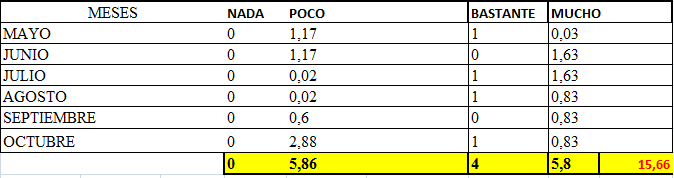 MESES NADA POCO BASTANTE MUCHO
MAYO 0 1,17 1 0,03
JUNIO 0 1,17 0 1,63
JULIO 0 0,02 1 1,63
AGOSTO 0 0,02 1 0,83
SEPTIEMBRE 0 0,6 0 0,83
OCTUBRE 0 2,88 1 0,83
0 5,86 4 5,8 15,66